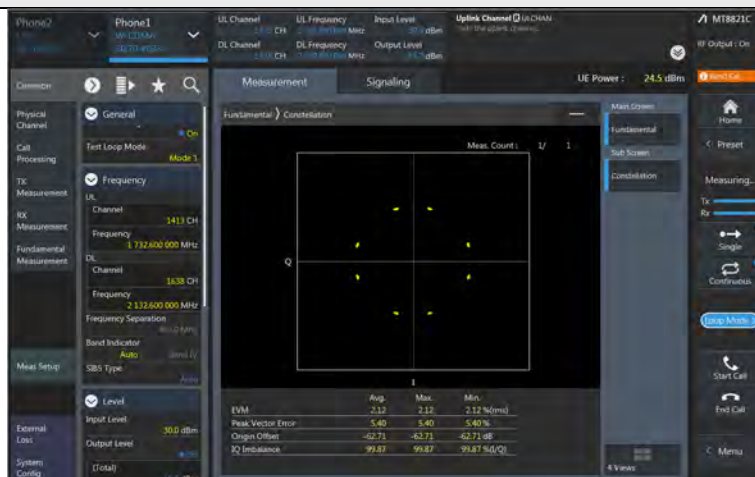 Phone2
Phone1
W-CDMA
UL Channel
UL Frequency
Input Level
CH
MHz
dBm
DL Channel
DL Frequency
Output Level
CH
MHz
dBm
Uplink Channel
ULCHAN
MT8821C
RF Output : On
Common
Measurement
Signaling
UE Power : 24.5 dBm
Physical
Channel
Call
Processing
TX
Measurement
RX
Measurement
Fundamental
Measurement
Meas Setup
External
Loss
System
Config
General
On
Test Loop Mode
Mode 1
Frequency
UL
Channel
1413 CH
Frequency
1 732.600 000 MHz
DL
Channel
1638 CH
Frequency
2 132.600 000 MHz
Frequency Separation
Band Indicator
Auto
SIB5 Type
Level
Input Level
30.0 dBm
Output Level
(Total)
Fundamental
Constellation
Meas. Count : 1/ 1
Q
I
Avg. Max. Min.
EVM 2.12 2.12 2.12 %(rms)
Peak Vector Error 5.40 5.40 5.40 %
Origin Offset -62.71 -62.71 -62.71 dB
IQ Imbalance 99.87 99.87 99.87 %(I/Q)
Main Screen
Fundamental
Sub Screen
Constellation
4 Views
Home
Preset
Measuring...
Tx
Rx
Single
Continuous
Loop Mode
Start Call
End Call
Menu